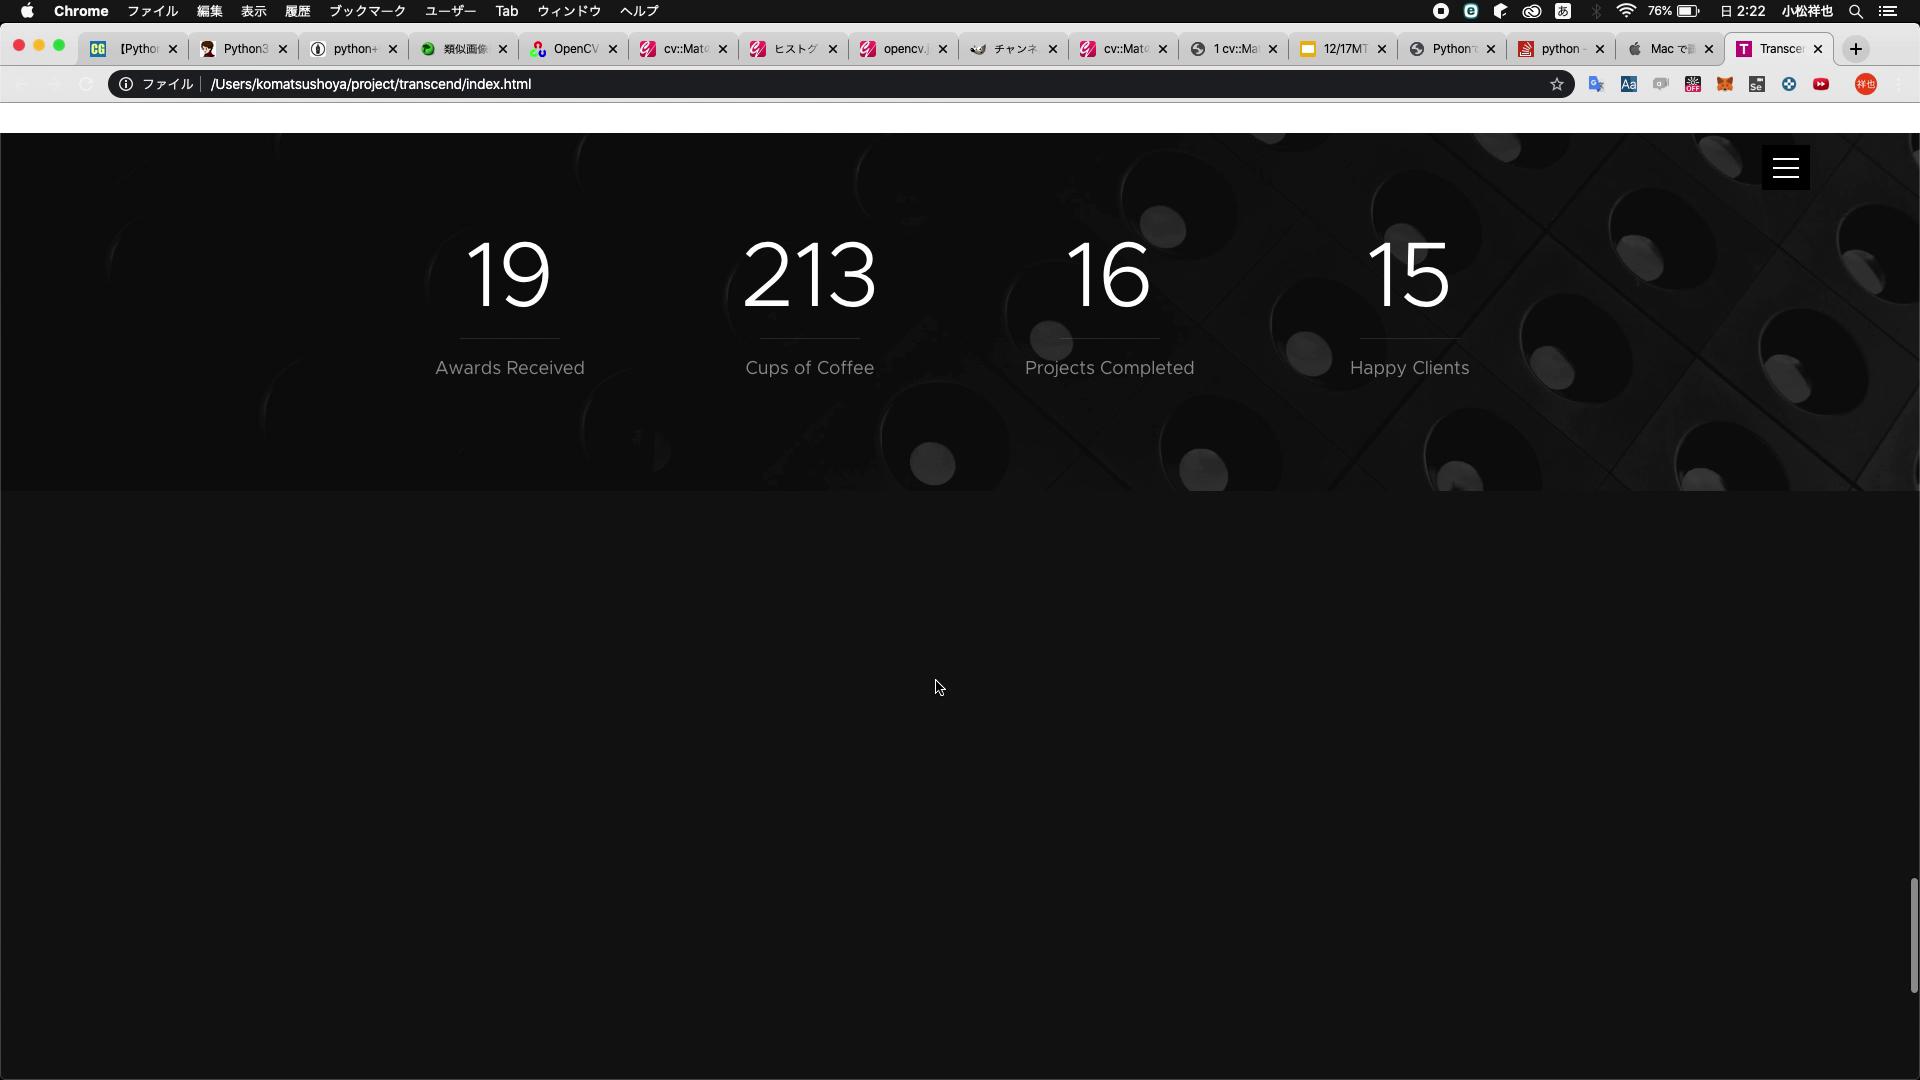 Chrome ファイル 編集 表示 履歴 ブックマーク ユーザー Tab ウィンドウ ヘルプ 76% 日 2:22 小松祥也
【Pytho Python3 python+ 類似画像 OpenCV cv::Mat ヒストグ opencv.j チャンネ cv::Mat 1 cv::Ma 12/17MT Python python - Mac で Transce
ファイル /Users/komatsushoya/project/transcend/index.html 祥也
19 213 16 15
Awards Received Cups of Coffee Projects Completed Happy Clients